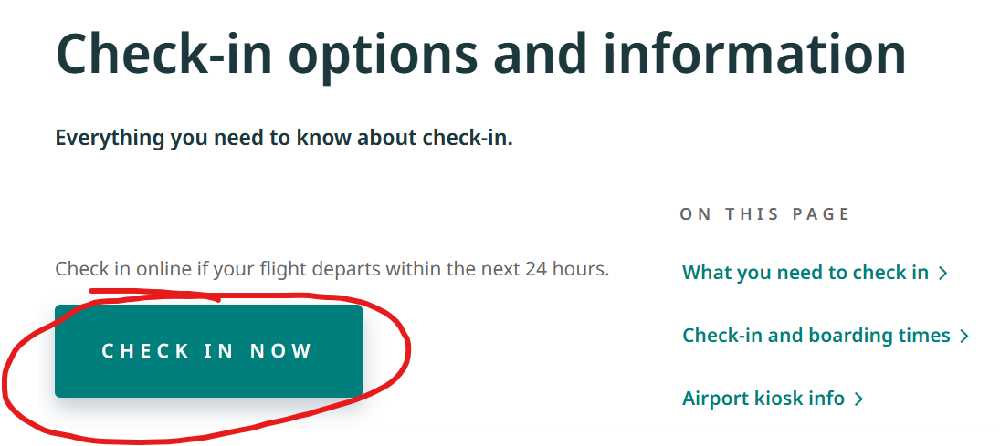 Check-in options and information
Everything you need to know about check-in.
Check in online if your flight departs within the next 24 hours.
CHECK IN NOW
ON THIS PAGE
What you need to check in
Check-in and boarding times
Airport kiosk info